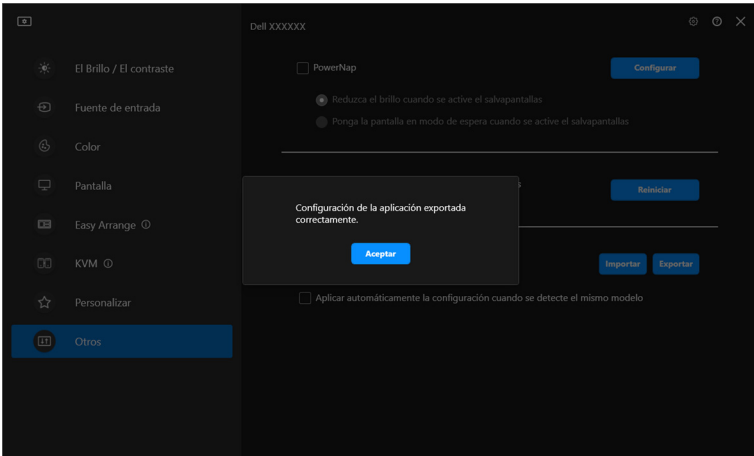 Dell XXXXXX
El Brillo / El contraste
Fuente de entrada
Color
Pantalla
Easy Arrange
KVM
Personalizar
Otros
PowerNap
Configurar
Reduzca el brillo cuando se active el salvapantallas
Ponga la pantalla en modo de espera cuando se active el salvapantallas
Reiniciar
Configuración de la aplicación exportada
correctamente.
Aceptar
Importar
Exportar
Aplicar automáticamente la configuración cuando se detecte el mismo modelo